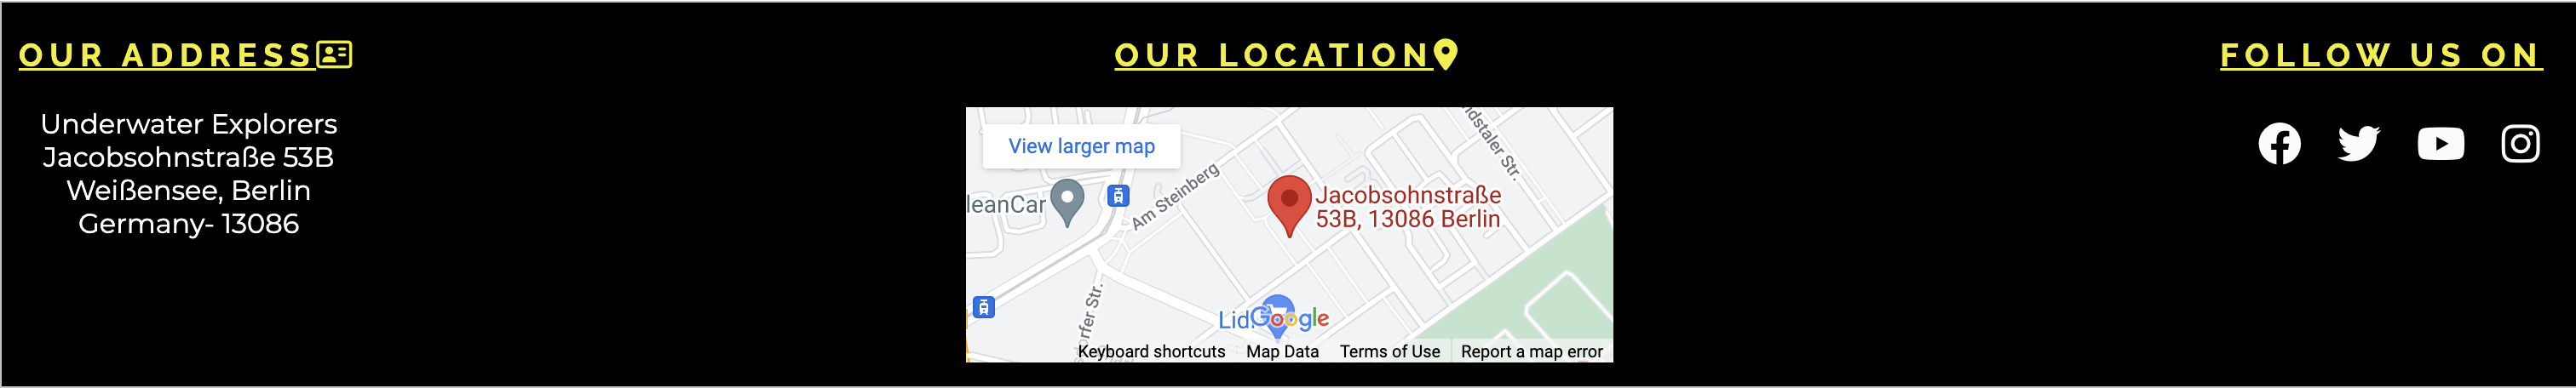 OUR ADDRESS
Underwater Explorers
Jacobsohnstraße 53B
Weißensee, Berlin
Germany- 13086
OUR LOCATION
View larger map
leanCar
Am Steinberg
ndstaler Str.
Jacobsohnstraße
53B, 13086 Berlin
dorfer Str.
Lid
Google
Keyboard shortcuts
Map Data
Terms of Use
Report a map error
FOLLOW US ON